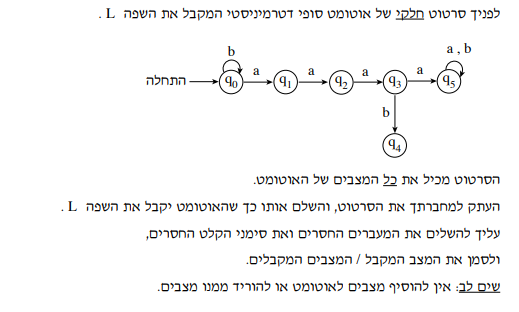 לפניך סרטוט חלקי של אוטומט סופי דטרמיניסטי המקבל את השפה L .
b
a , b
a
a
a
a
התחלה
q0
q1
q2
q3
q5
b
q4
הסרטוט מכיל את כל המצבים של האוטומט.
העתק למחברתך את הסרטוט, והשלם אותו כך שהאוטומט יקבל את השפה L .
עליך להשלים את המעברים החסרים ואת סימני הקלט החסרים,
ולסמן את המצב המקבל / המצבים המקבלים.
שים לב: אין להוסיף מצבים לאוטומט או להוריד ממנו מצבים.